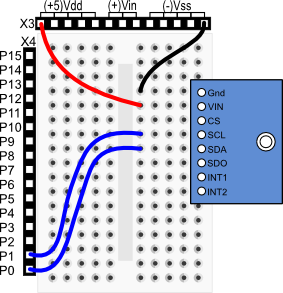 (+5)Vdd (+)Vin (-)Vss
X3
X4
P15
P14
P13
P12
P11
P10
P9
P8
P7
P6
P5
P4
P3
P2
P1
P0
Gnd
VIN
CS
SCL
SDA
SDO
INT1
INT2